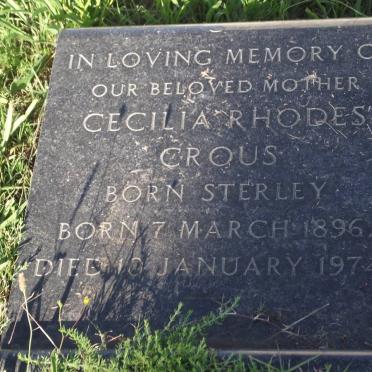 IN LOVING MEMORY O
OUR BELOVED MOTHER
CECILIA RHODES
CROUS
BORN STERLEY
BORN 7 MARCH 1896
DIED 10 JANUARY 197